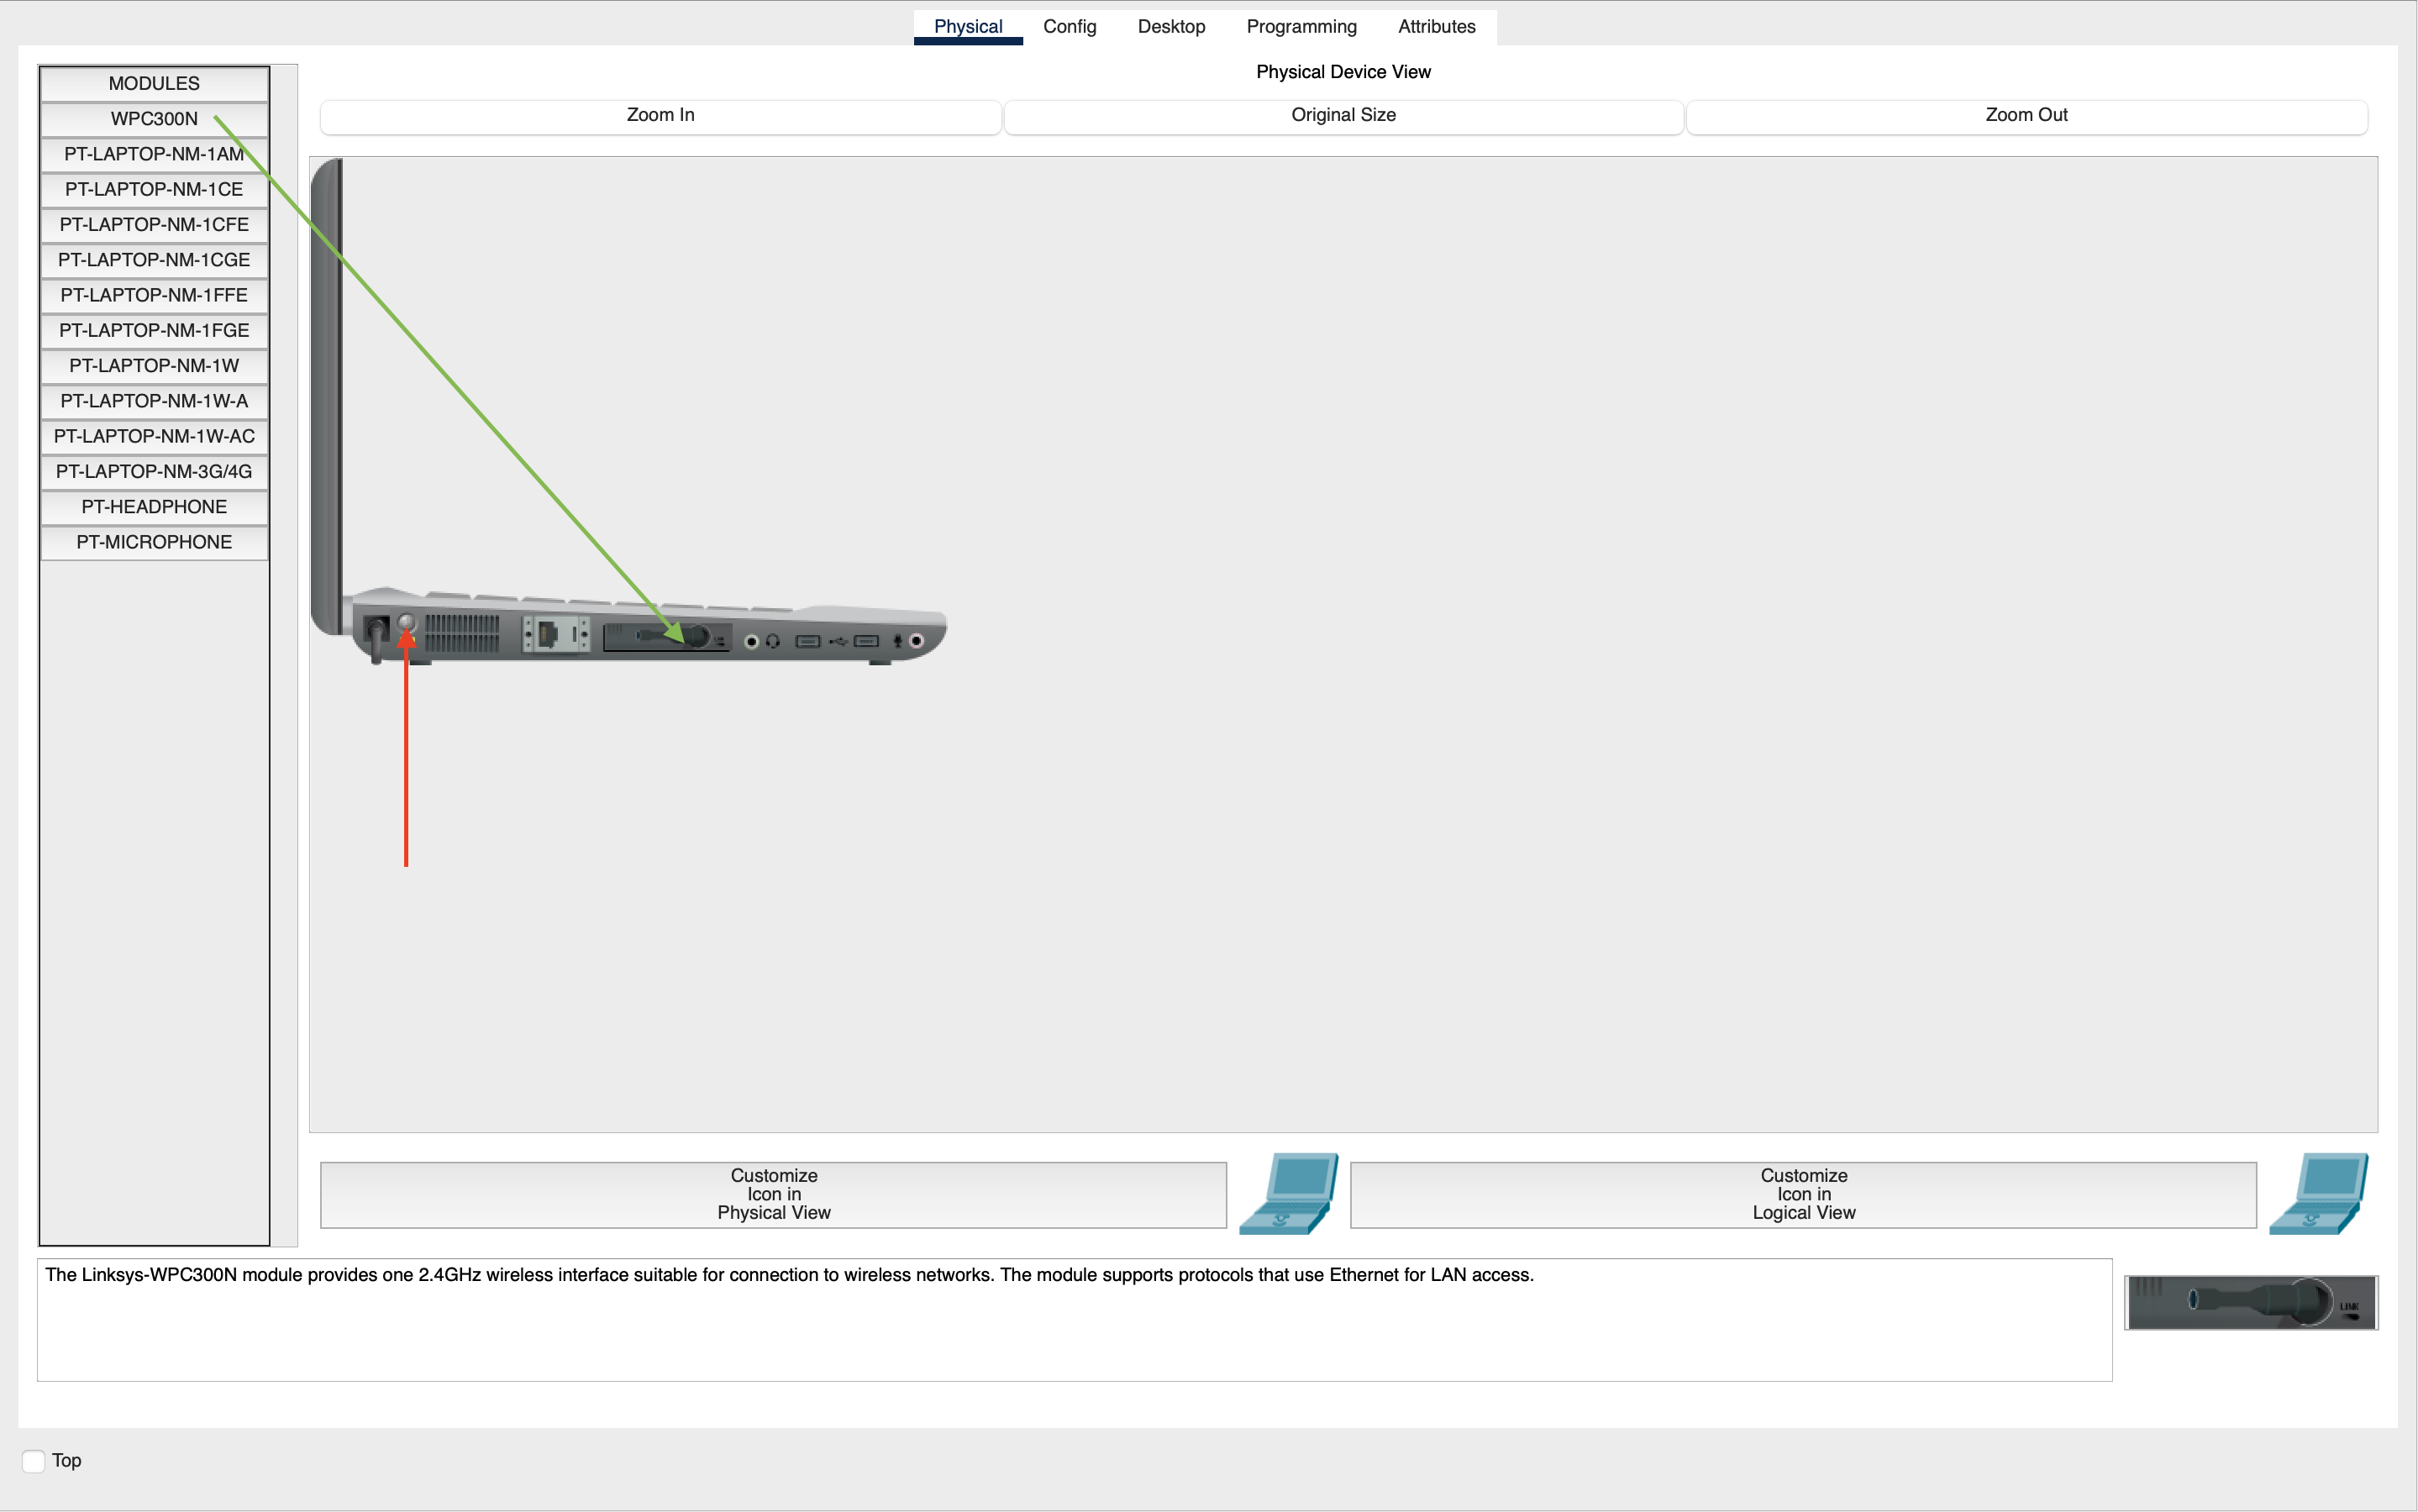 Physical
Config
Desktop
Programming
Attributes
MODULES
WPC300N
PT-LAPTOP-NM-1AM
PT-LAPTOP-NM-1CE
PT-LAPTOP-NM-1CFE
PT-LAPTOP-NM-1CGE
PT-LAPTOP-NM-1FFE
PT-LAPTOP-NM-1FGE
PT-LAPTOP-NM-1W
PT-LAPTOP-NM-1W-A
PT-LAPTOP-NM-1W-AC
PT-LAPTOP-NM-3G/4G
PT-HEADPHONE
PT-MICROPHONE
Physical Device View
Zoom In
Original Size
Zoom Out
Customize
Icon in
Physical View
Customize
Icon in
Logical View
The Linksys-WPC300N module provides one 2.4GHz wireless interface suitable for connection to wireless networks. The module supports protocols that use Ethernet for LAN access.
LINK
Top